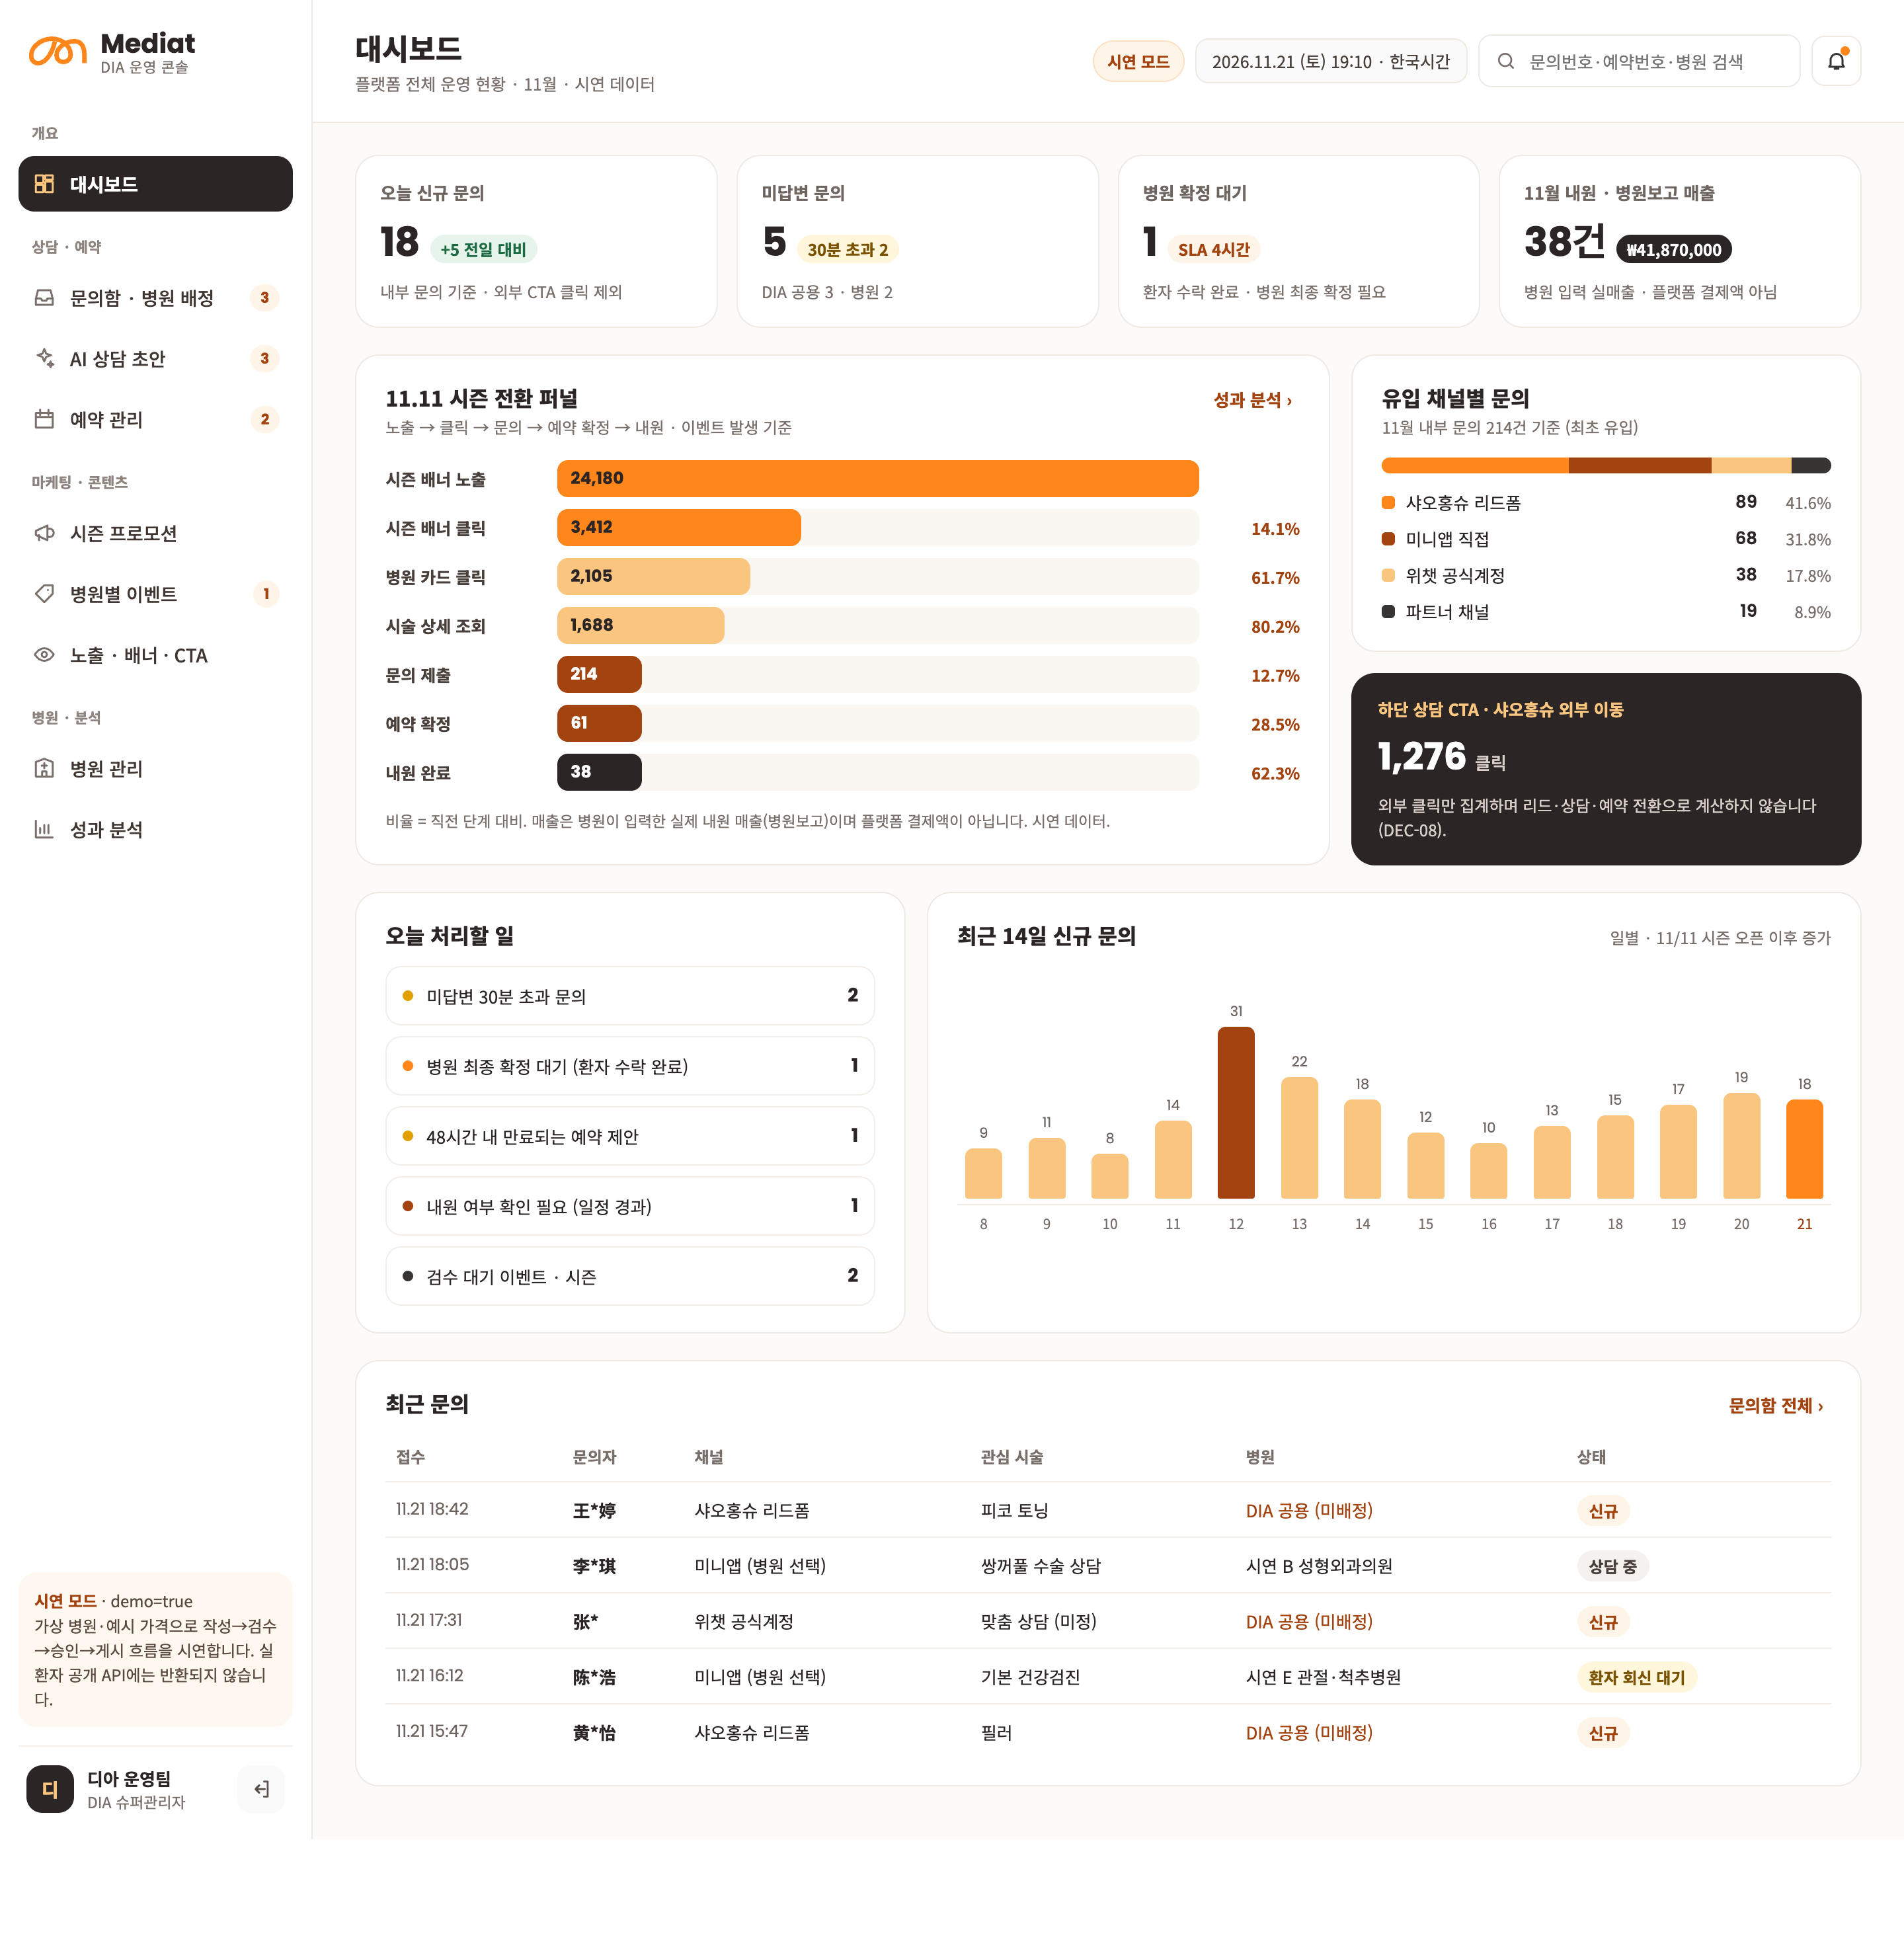 Mediat
DIA 운영 콘솔
개요
대시보드
상담 · 예약
문의함 · 병원 배정 3
AI 상담 초안 3
예약 관리 2
마케팅 · 콘텐츠
시즌 프로모션
병원별 이벤트 1
노출 · 배너 · CTA
병원 · 분석
병원 관리
성과 분석
시연 모드 · demo=true
가상 병원·예시 가격으로 작성→검수
→승인→게시 흐름을 시연합니다. 실
환자 공개 API에는 반환되지 않습니
다.
디
디아 운영팀
DIA 슈퍼관리자
대시보드
플랫폼 전체 운영 현황 · 11월 · 시연 데이터
시연 모드
2026.11.21 (토) 19:10 · 한국시간
문의번호·예약번호·병원 검색
오늘 신규 문의
18 +5 전일 대비
내부 문의 기준 · 외부 CTA 클릭 제외
미답변 문의
5 30분 초과 2
DIA 공용 3 · 병원 2
병원 확정 대기
1 SLA 4시간
환자 수락 완료 · 병원 최종 확정 필요
11월 내원 · 병원보고 매출
38건 ₩41,870,000
병원 입력 실매출 · 플랫폼 결제액 아님
11.11 시즌 전환 퍼널
성과 분석 ›
노출 → 클릭 → 문의 → 예약 확정 → 내원 · 이벤트 발생 기준
시즌 배너 노출 24,180
시즌 배너 클릭 3,412 14.1%
병원 카드 클릭 2,105 61.7%
시술 상세 조회 1,688 80.2%
문의 제출 214 12.7%
예약 확정 61 28.5%
내원 완료 38 62.3%
비율 = 직전 단계 대비. 매출은 병원이 입력한 실제 내원 매출(병원보고)이며 플랫폼 결제액이 아닙니다. 시연 데이터.
유입 채널별 문의
11월 내부 문의 214건 기준 (최초 유입)
샤오홍슈 리드폼 89 41.6%
미니앱 직접 68 31.8%
위챗 공식계정 38 17.8%
파트너 채널 19 8.9%
하단 상담 CTA · 샤오홍슈 외부 이동
1,276 클릭
외부 클릭만 집계하며 리드·상담·예약 전환으로 계산하지 않습니다
(DEC-08).
오늘 처리할 일
미답변 30분 초과 문의 2
병원 최종 확정 대기 (환자 수락 완료) 1
48시간 내 만료되는 예약 제안 1
내원 여부 확인 필요 (일정 경과) 1
검수 대기 이벤트 · 시즌 2
최근 14일 신규 문의
일별 · 11/11 시즌 오픈 이후 증가
9 11 8 14 31 22 18 12 10 13 15 17 19 18
8 9 10 11 12 13 14 15 16 17 18 19 20 21
최근 문의
문의함 전체 ›
접수 문의자 채널 관심 시술 병원 상태
11.21 18:42 王*婷 샤오홍슈 리드폼 피코 토닝 DIA 공용 (미배정) 신규
11.21 18:05 李*琪 미니앱 (병원 선택) 쌍꺼풀 수술 상담 시연 B 성형외과의원 상담 중
11.21 17:31 张* 위챗 공식계정 맞춤 상담 (미정) DIA 공용 (미배정) 신규
11.21 16:12 陈*浩 미니앱 (병원 선택) 기본 건강검진 시연 E 관절·척추병원 환자 회신 대기
11.21 15:47 黄*怡 샤오홍슈 리드폼 필러 DIA 공용 (미배정) 신규